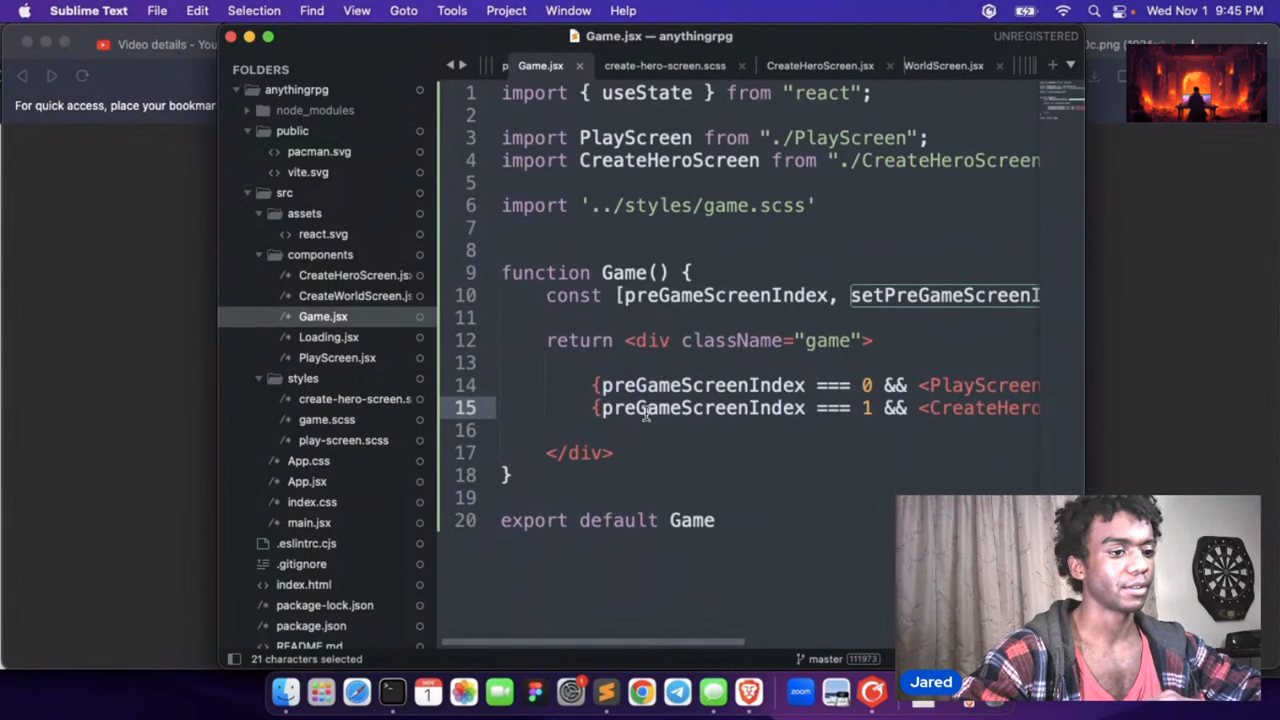 Sublime Text File Edit Selection Find View Goto Tools Project Window Help Wed Nov 1 9:45 PM
Video details - You
Game.jsx — anythingrpg
UNREGISTERED
For quick access, place your bookmar
FOLDERS
anythingrpg
node_modules
public
pacman.svg
vite.svg
src
assets
react.svg
components
CreateHeroScreen.js
CreateWorldScreen.j
Game.jsx
Loading.jsx
PlayScreen.jsx
styles
create-hero-screen.s
game.scss
play-screen.scss
App.css
App.jsx
index.css
main.jsx
.eslintrc.cjs
.gitignore
index.html
package-lock.json
package.json
README.md
Game.jsx create-hero-screen.scss CreateHeroScreen.jsx WorldScreen.jsx
1 import { useState } from "react";
2
3 import PlayScreen from "./PlayScreen";
4 import CreateHeroScreen from "./CreateHeroScreen
5
6 import '../styles/game.scss'
7
8
9 function Game() {
10 const [preGameScreenIndex, setPreGameScreenI
11
12 return <div className="game">
13
14 {preGameScreenIndex === 0 && <PlayScreen
15 {preGameScreenIndex === 1 && <CreateHero
16
17 </div>
18 }
19
20 export default Game
21 characters selected
master 111973
Jared
NOV
1
zoom